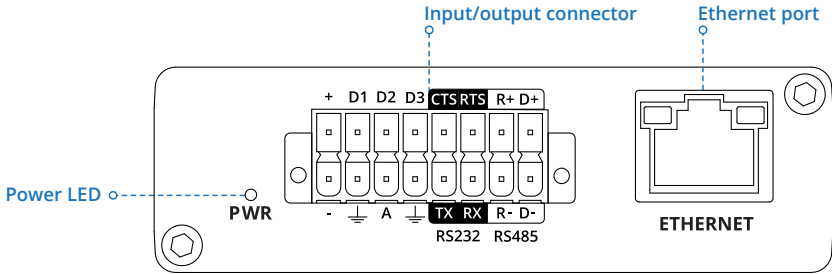 Input/output connector Ethernet port
+ D1 D2 D3 CTS RTS R+ D+
Power LED
PWR
- A TX RX R- D-
RS232 RS485
ETHERNET